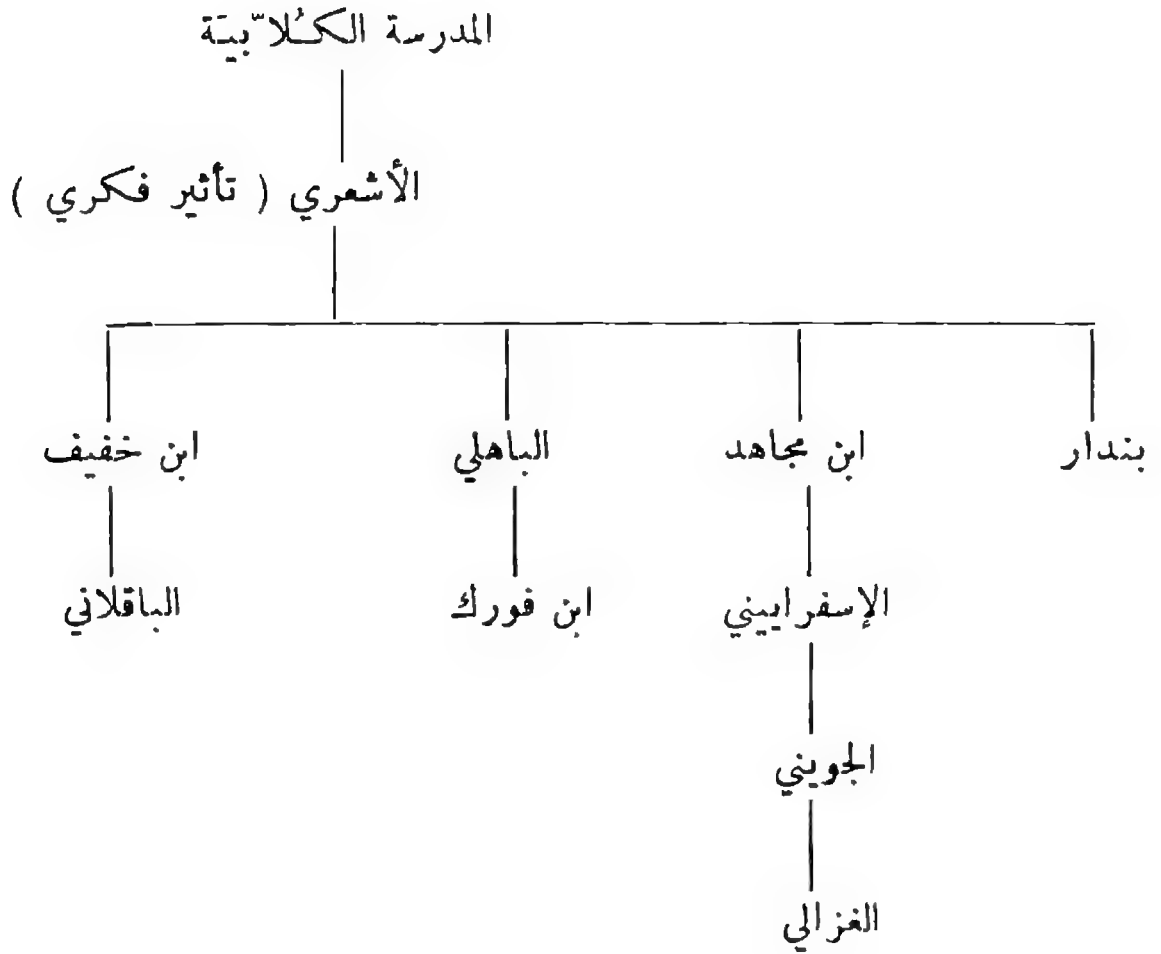 المدرسة الكُلاّبيَة
الأشعري ( تأثير فكري )
بندار
ابن مجاهد
الباهلي
ابن خفيف
الإسفراييني
ابن فورك
الباقلاني
الجويني
الغزالي